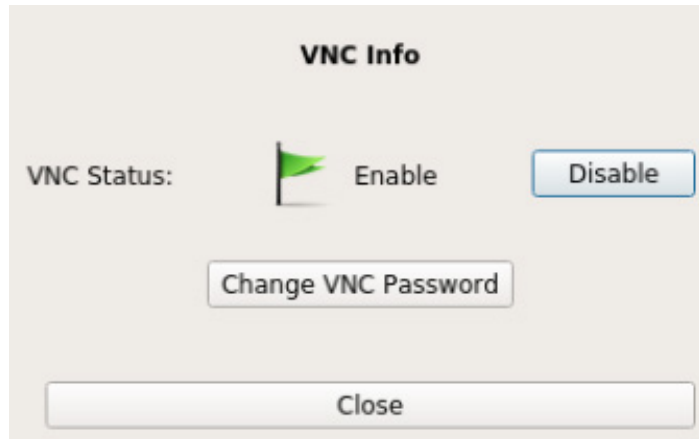 VNC Info
VNC Status: Enable Disable
Change VNC Password
Close